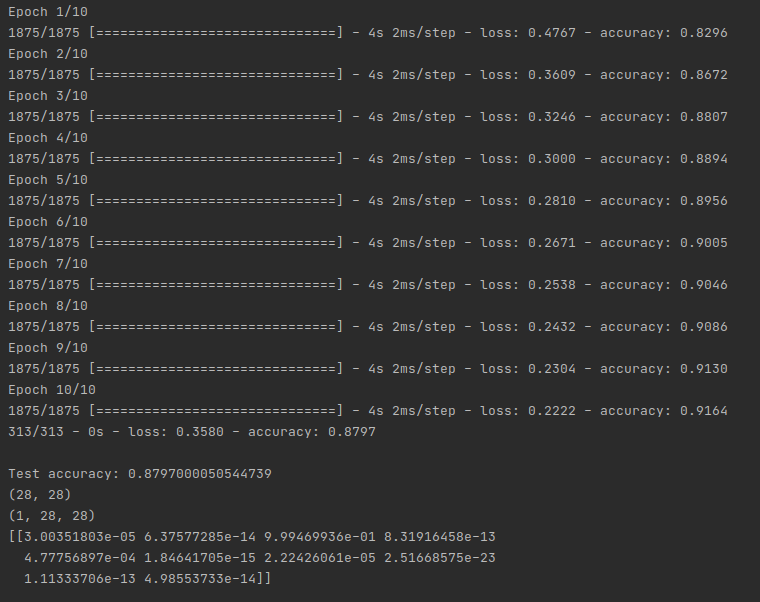 Epoch 1/10
1875/1875 [==============================] - 4s 2ms/step - loss: 0.4767 - accuracy: 0.8296
Epoch 2/10
1875/1875 [==============================] - 4s 2ms/step - loss: 0.3609 - accuracy: 0.8672
Epoch 3/10
1875/1875 [==============================] - 4s 2ms/step - loss: 0.3246 - accuracy: 0.8807
Epoch 4/10
1875/1875 [==============================] - 4s 2ms/step - loss: 0.3000 - accuracy: 0.8894
Epoch 5/10
1875/1875 [==============================] - 4s 2ms/step - loss: 0.2810 - accuracy: 0.8956
Epoch 6/10
1875/1875 [==============================] - 4s 2ms/step - loss: 0.2671 - accuracy: 0.9005
Epoch 7/10
1875/1875 [==============================] - 4s 2ms/step - loss: 0.2538 - accuracy: 0.9046
Epoch 8/10
1875/1875 [==============================] - 4s 2ms/step - loss: 0.2432 - accuracy: 0.9086
Epoch 9/10
1875/1875 [==============================] - 4s 2ms/step - loss: 0.2304 - accuracy: 0.9130
Epoch 10/10
1875/1875 [==============================] - 4s 2ms/step - loss: 0.2222 - accuracy: 0.9164
313/313 - 0s - loss: 0.3580 - accuracy: 0.8797

Test accuracy: 0.8797000050544739
(28, 28)
(1, 28, 28)
[[3.00351803e-05 6.37577285e-14 9.99469936e-01 8.31916458e-13
  4.77756897e-04 1.84641705e-15 2.22426061e-05 2.51668575e-23
  1.11333706e-13 4.98553733e-14]]